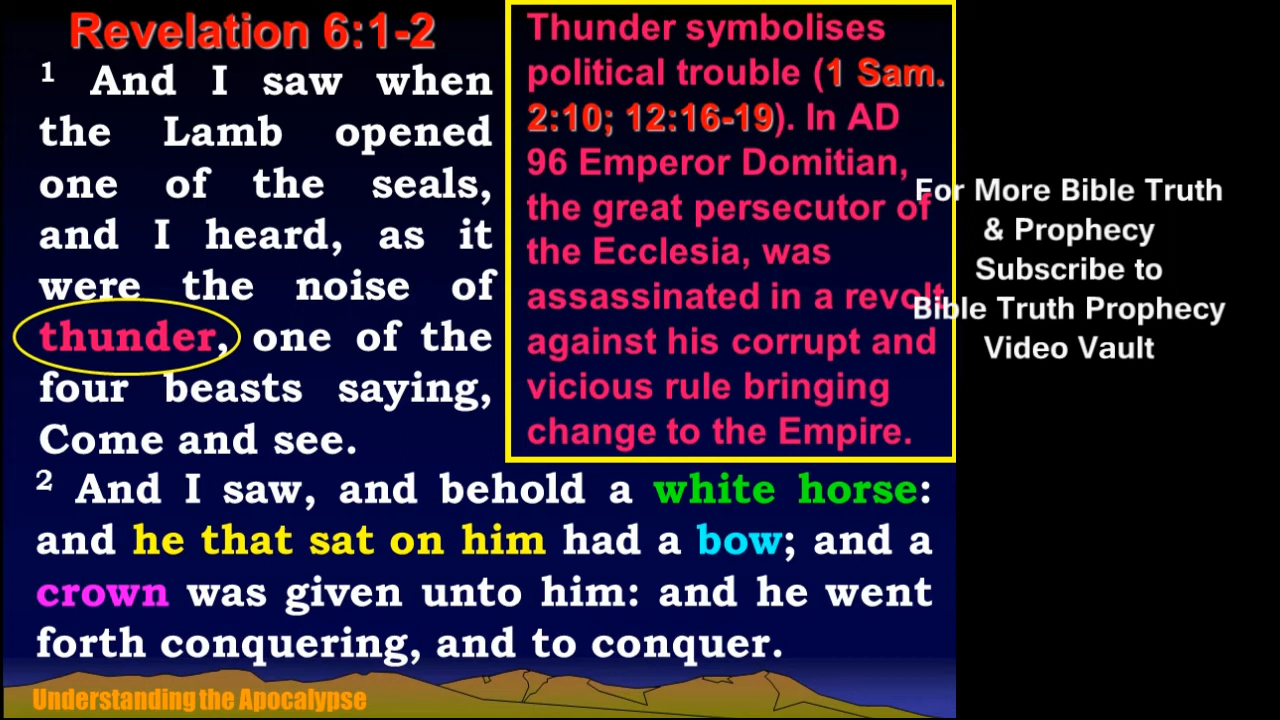 Revelation 6:1-2
1 And I saw when
the Lamb opened
one of the seals,
and I heard, as it
were the noise of
thunder, one of the
four beasts saying,
Come and see.
2 And I saw, and behold a white horse:
and he that sat on him had a bow; and a
crown was given unto him: and he went
forth conquering, and to conquer.
Thunder symbolises
political trouble (1 Sam.
2:10; 12:16-19). In AD
96 Emperor Domitian,
the great persecutor of
the Ecclesia, was
assassinated in a revolt
against his corrupt and
vicious rule bringing
change to the Empire.
For More Bible Truth
& Prophecy
Subscribe to
Bible Truth Prophecy
Video Vault
Understanding the Apocalypse